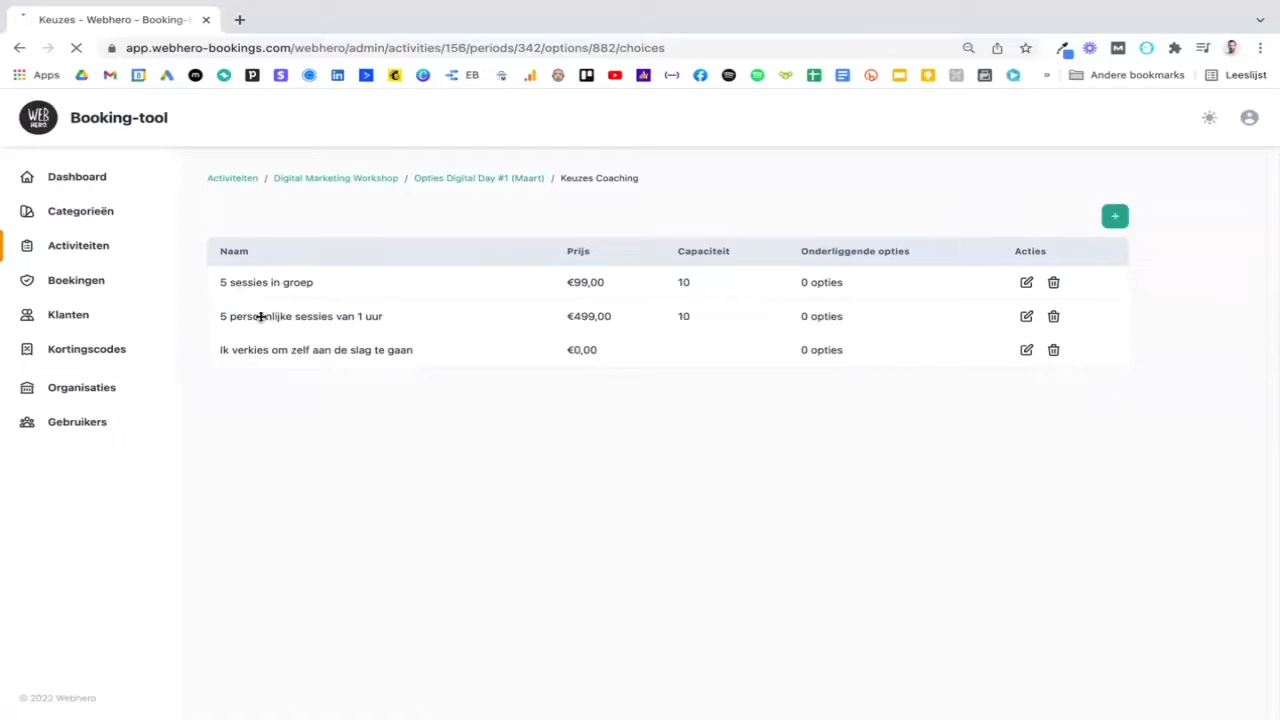 Keuzes - Webhero - Booking-
app.webhero-bookings.com/webhero/admin/activities/156/periods/342/options/882/choices
Apps
EB
Andere bookmarks
Leeslijst
WEB HERO
Booking-tool
Dashboard
Categorieën
Activiteiten
Boekingen
Klanten
Kortingscodes
Organisaties
Gebruikers
Activiteiten / Digital Marketing Workshop / Opties Digital Day #1 (Maart) / Keuzes Coaching
+
Naam Prijs Capaciteit Onderliggende opties Acties
5 sessies in groep €99,00 10 0 opties
5 persoonlijke sessies van 1 uur €499,00 10 0 opties
Ik verkies om zelf aan de slag te gaan €0,00 0 opties
© 2022 Webhero